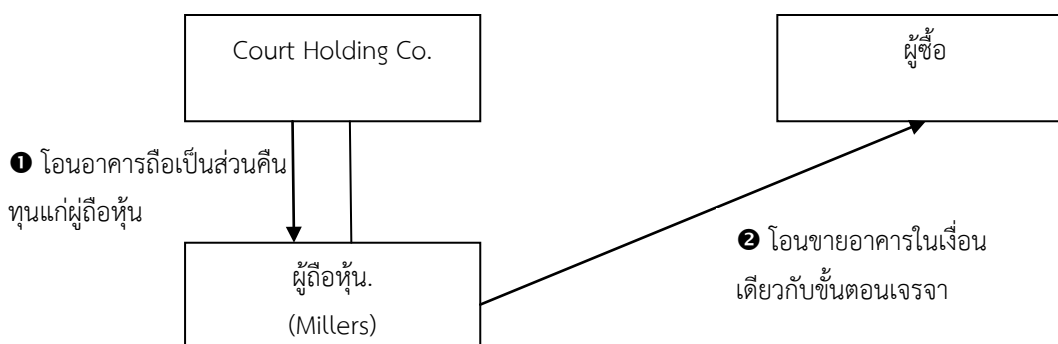 Court Holding Co.
ผู้ซื้อ
❶ โอนอาคารถือเป็นส่วนคืน
ทุนแก่ผู่ถือหุ้น
ผู้ถือหุ้น.
(Millers)
❷ โอนขายอาคารในเงื่อน
เดียวกับขั้นตอนเจรจา